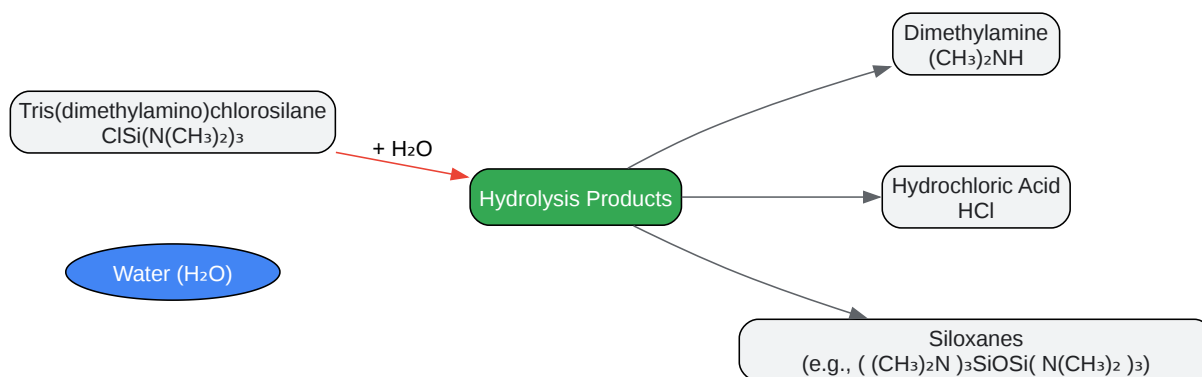 Tris(dimethylamino)chlorosilane
ClSi(N(CH₃)₂)₃
+ H₂O
Water (H₂O)
Hydrolysis Products
Dimethylamine
(CH₃)₂NH
Hydrochloric Acid
HCl
Siloxanes
(e.g., ( (CH₃)₂N )₃SiOSi( N(CH₃)₂ )₃)